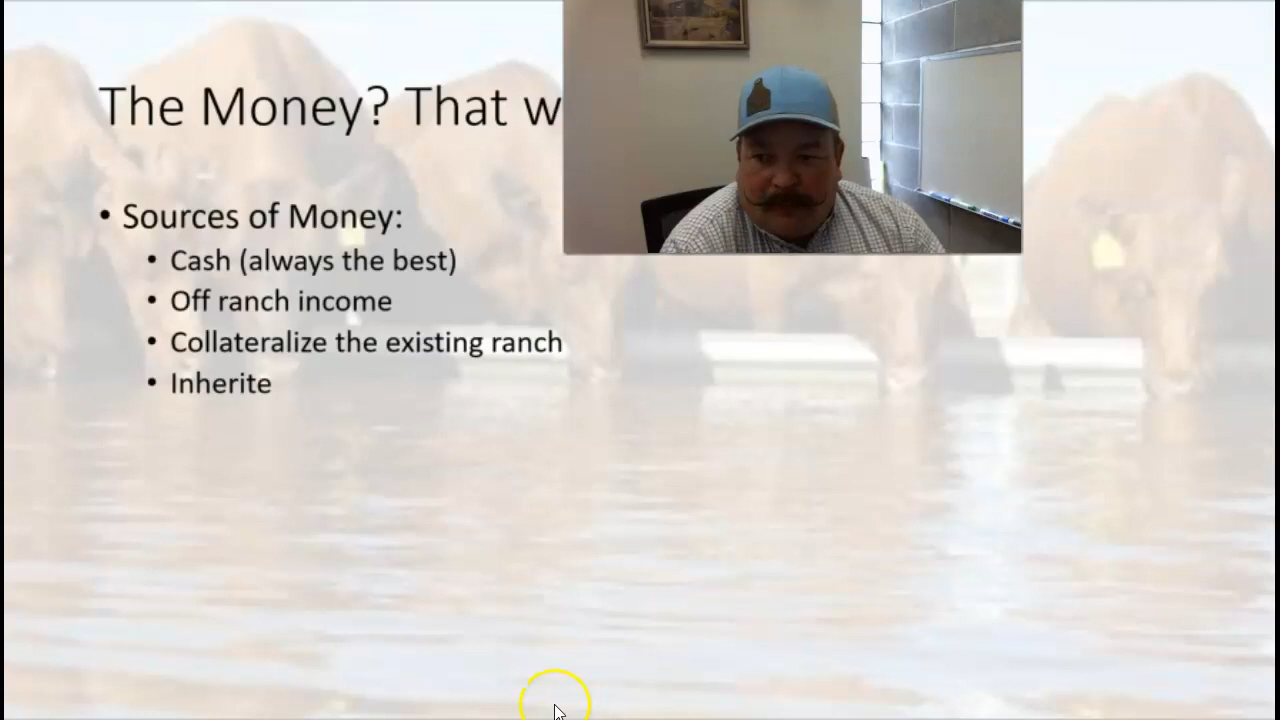 The Money? That w
• Sources of Money:
• Cash (always the best)
• Off ranch income
• Collateralize the existing ranch
• Inherite